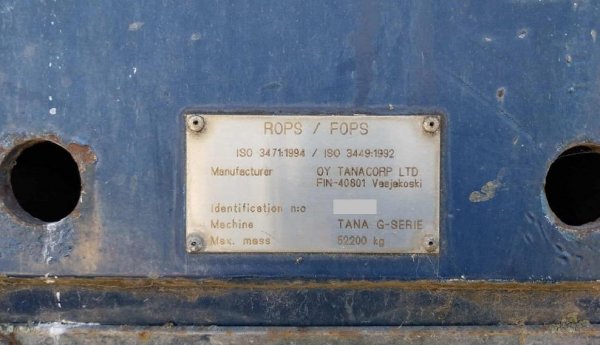 ROPS / FOPS
ISO 3471:1994 / ISO 3449:1992
Manufacturer OY TANACORP LTD
FIN-40801 Vaajakoski
Identification n:o
Machine TANA G-SERIE
Max. mass 52200 kg